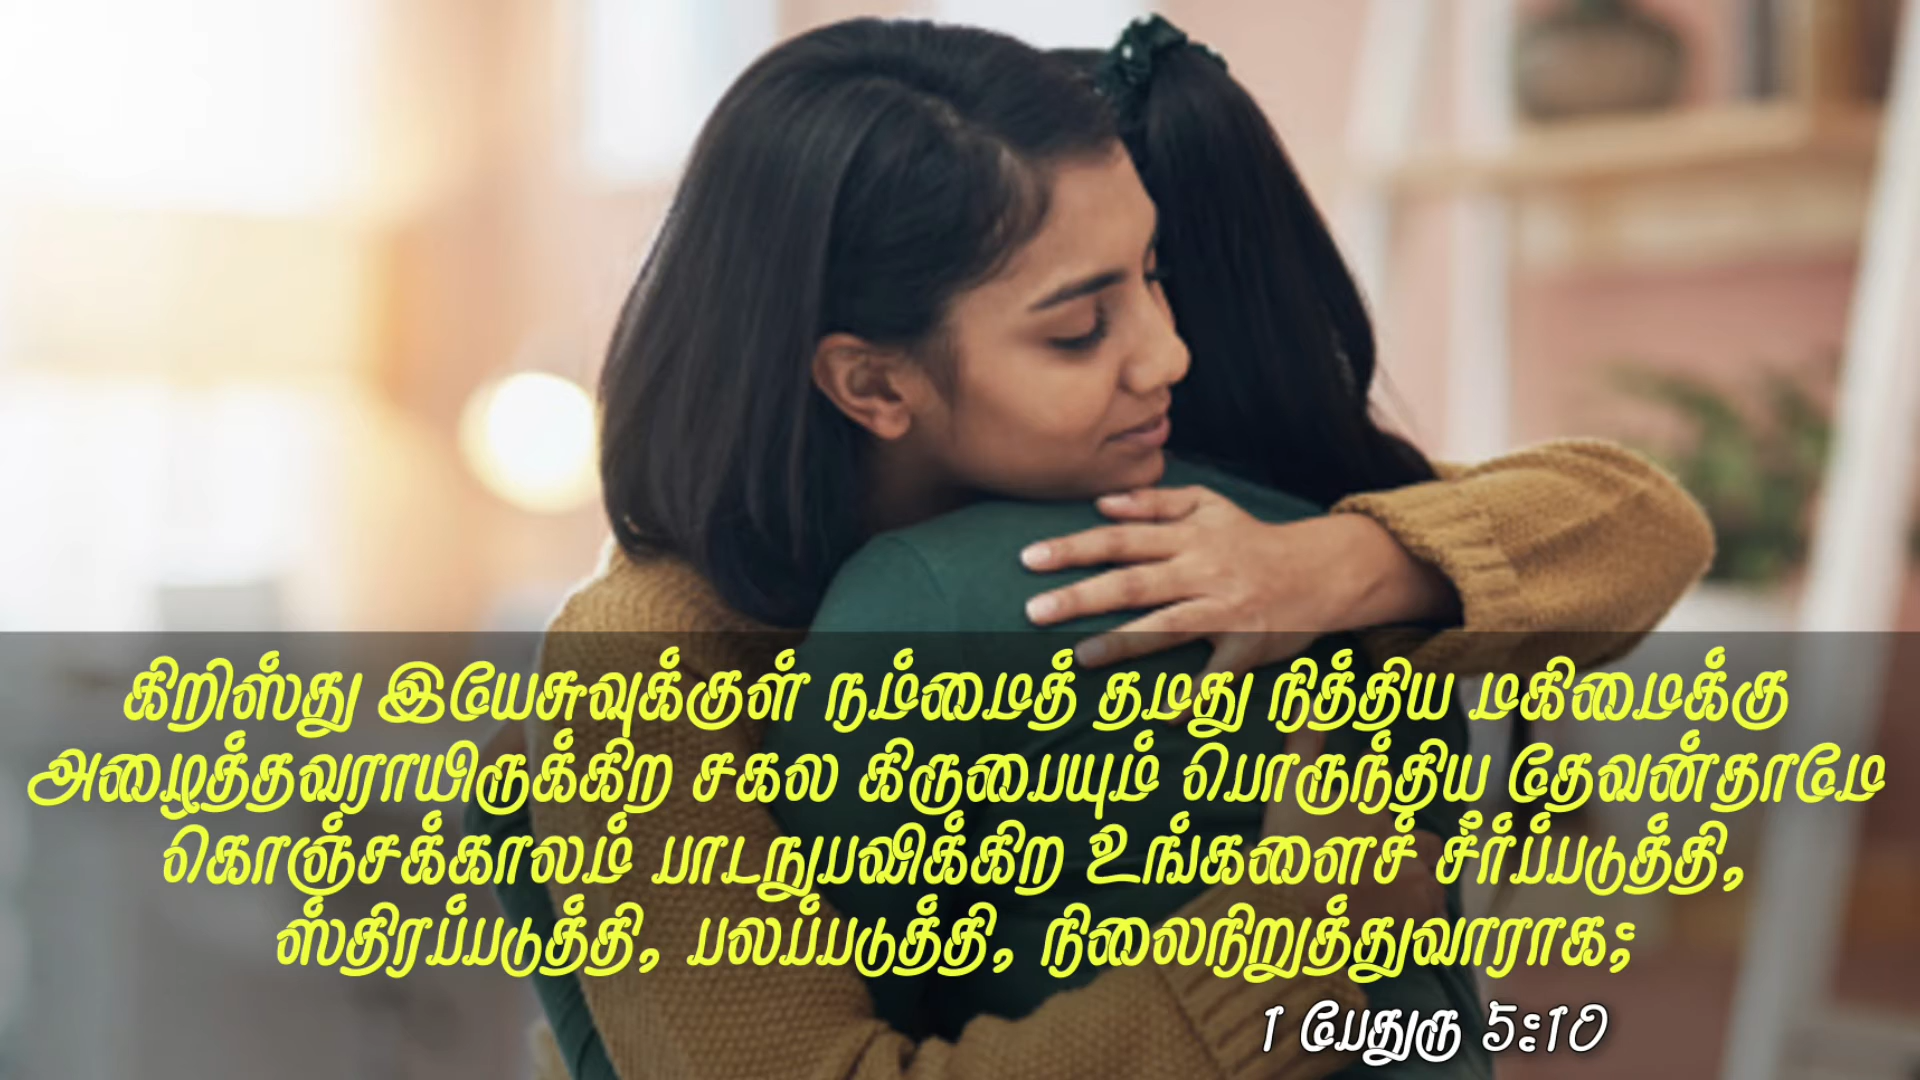 கிறிஸ்து இயேசுவுக்குள் நம்மைத் தமது நித்திய மகிமைக்கு
அழைத்தவராயிருக்கிற சகல கிருபையும் பொருந்திய தேவன்தாமே
கொஞ்சக்காலம் பாடநுபவிக்கிற உங்களைச் சீர்ப்படுத்தி,
ஸ்திரப்படுத்தி, பலப்படுத்தி, நிலைநிறுத்துவாராக;
1 பேதுரு 5:10